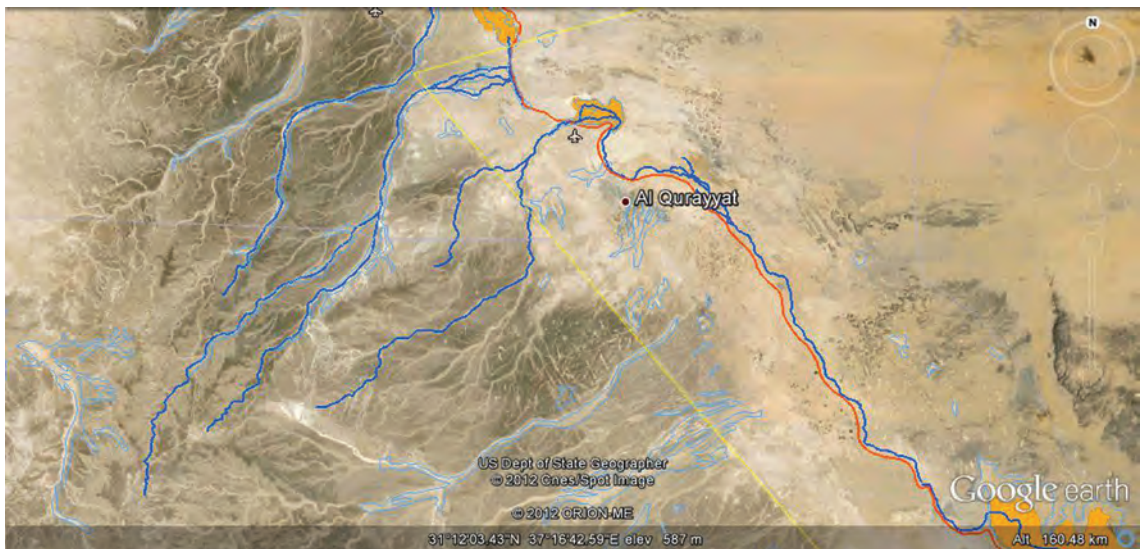 N
Al Qurayyat
US Dept of State Geographer
© 2012 Cnes/Spot Image
© 2012 ORION-ME
Google earth
31°12'03.43"N 37°16'42.59"E elev 587 m
Alt 160.48 km